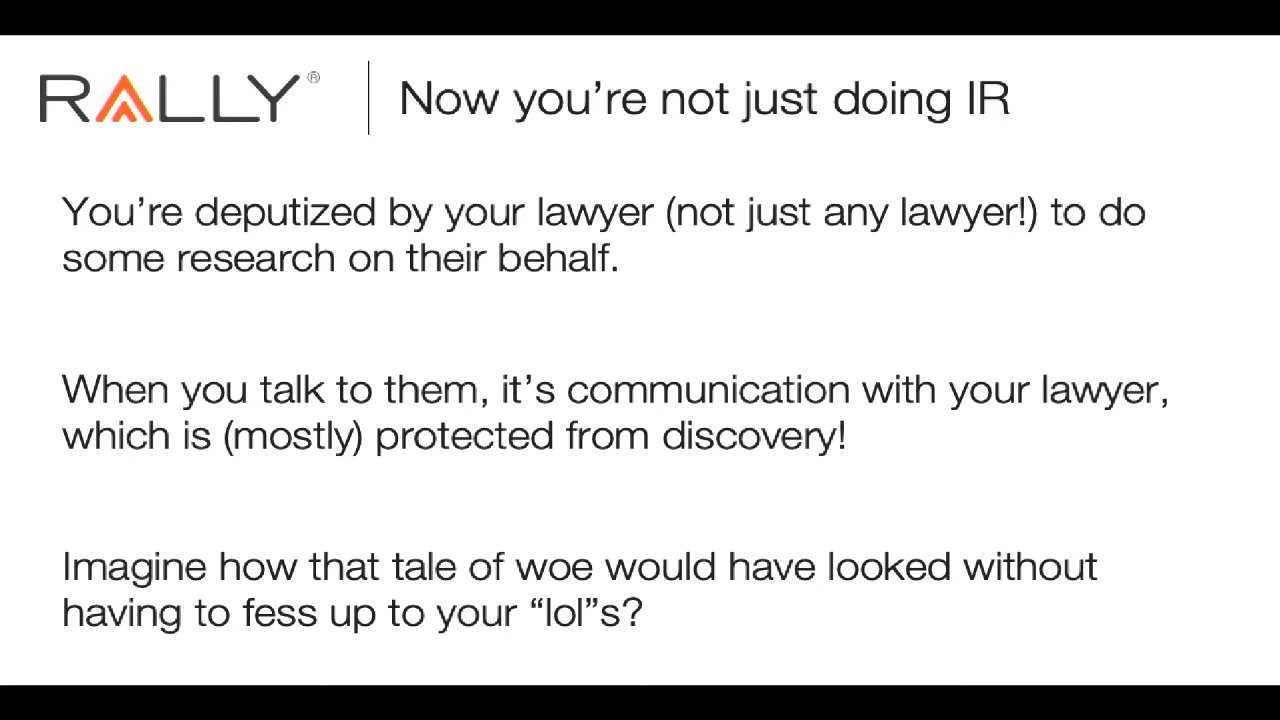 RALLY® Now you’re not just doing IR
You’re deputized by your lawyer (not just any lawyer!) to do
some research on their behalf.
When you talk to them, it’s communication with your lawyer,
which is (mostly) protected from discovery!
Imagine how that tale of woe would have looked without
having to fess up to your “lol”s?